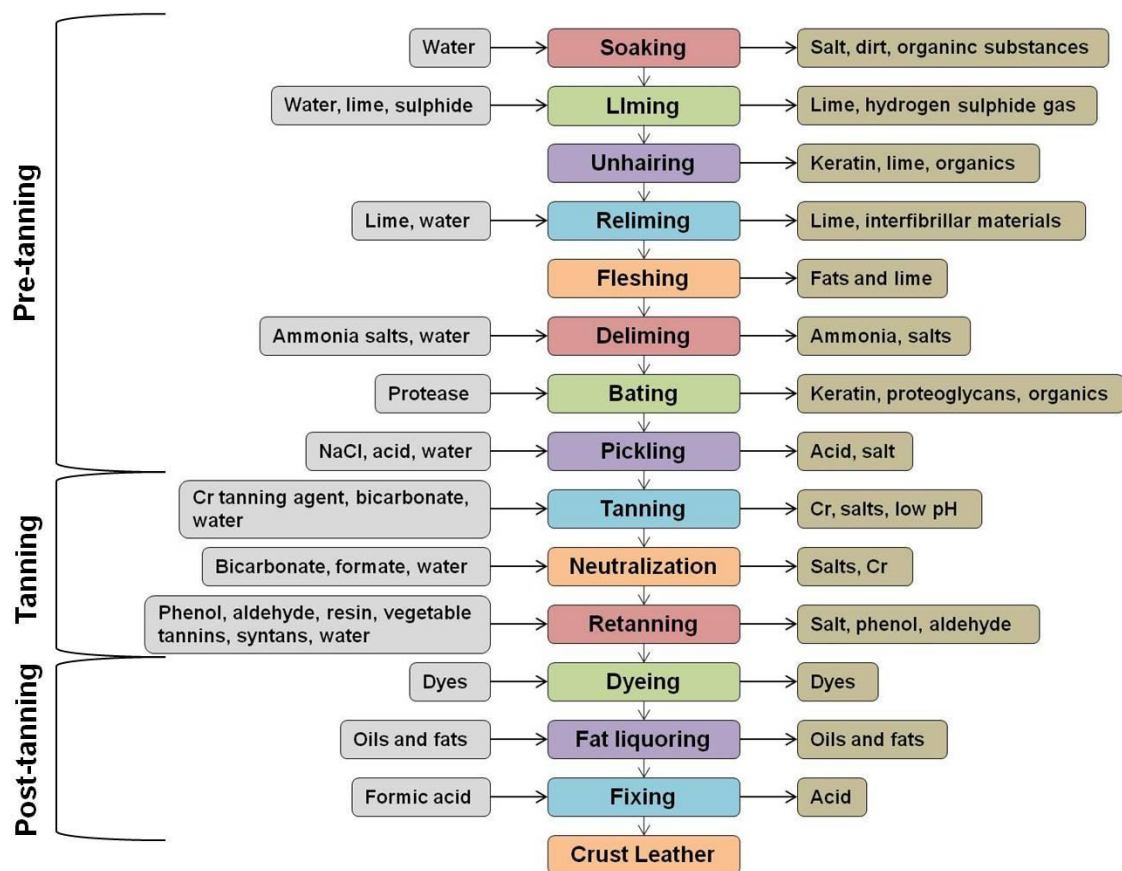 Pre-tanning
Water
Soaking
Salt, dirt, organinc substances
Water, lime, sulphide
LIming
Lime, hydrogen sulphide gas
Unhairing
Keratin, lime, organics
Lime, water
Reliming
Lime, interfibrillar materials
Fleshing
Fats and lime
Ammonia salts, water
Deliming
Ammonia, salts
Protease
Bating
Keratin, proteoglycans, organics
NaCl, acid, water
Pickling
Acid, salt
Tanning
Cr tanning agent, bicarbonate,
water
Tanning
Cr, salts, low pH
Bicarbonate, formate, water
Neutralization
Salts, Cr
Phenol, aldehyde, resin, vegetable
tannins, syntans, water
Retanning
Salt, phenol, aldehyde
Post-tanning
Dyes
Dyeing
Dyes
Oils and fats
Fat liquoring
Oils and fats
Formic acid
Fixing
Acid
Crust Leather